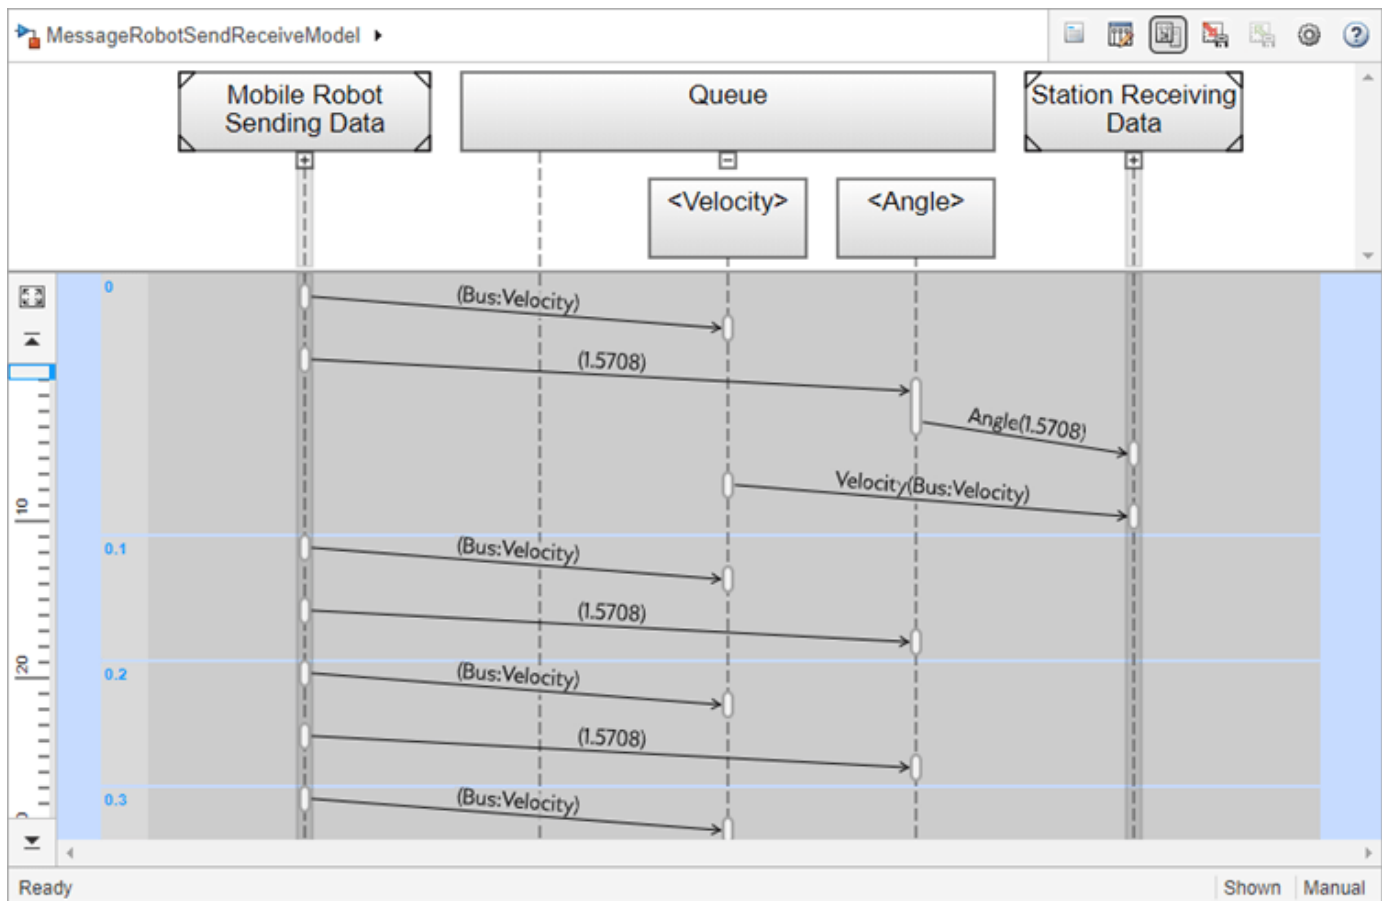 MessageRobotSendReceiveModel
Mobile Robot
Sending Data
Queue
Station Receiving
Data
<Velocity>
<Angle>
0
(Bus:Velocity)
(1.5708)
Angle(1.5708)
Velocity(Bus:Velocity)
10
0.1
(Bus:Velocity)
(1.5708)
20
0.2
(Bus:Velocity)
(1.5708)
0.3
(Bus:Velocity)
Ready
Shown
Manual